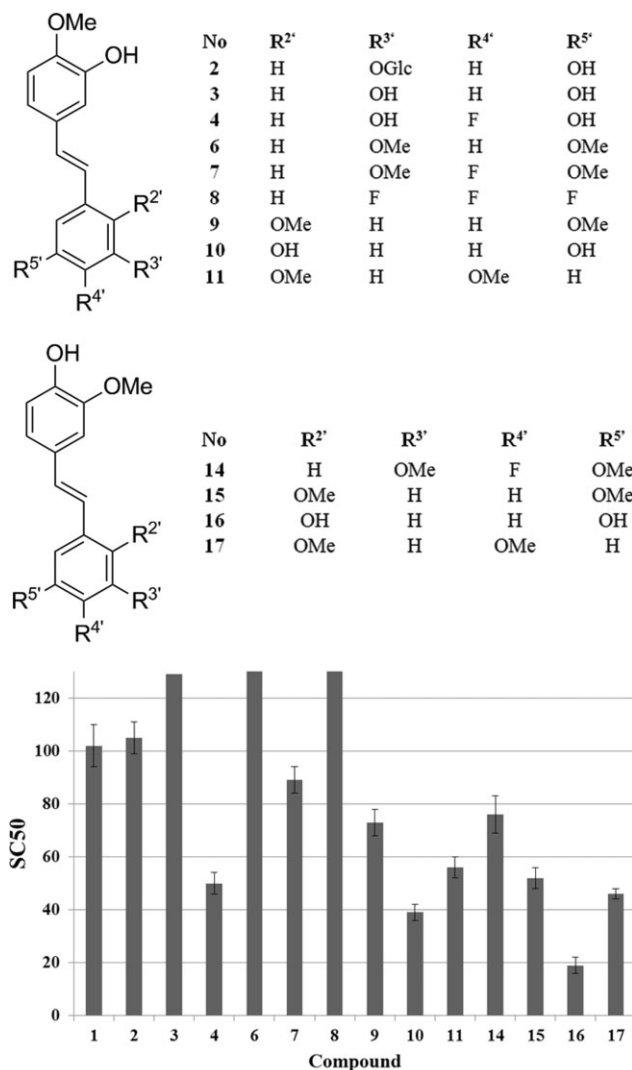 OMe
OH
R2'
R5'
R3'
R4'
No R2‘ R3‘ R4‘ R5‘
2 H OGlc H OH
3 H OH H OH
4 H OH F OH
6 H OMe H OMe
7 H OMe F OMe
8 H F F F
9 OMe H H OMe
10 OH H H OH
11 OMe H OMe H
OH
OMe
R2'
R5'
R3'
R4'
No R2’ R3’ R4’ R5’
14 H OMe F OMe
15 OMe H H OMe
16 OH H H OH
17 OMe H OMe H
SC50
120
100
80
60
40
20
0
1 2 3 4 6 7 8 9 10 11 14 15 16 17
Compound